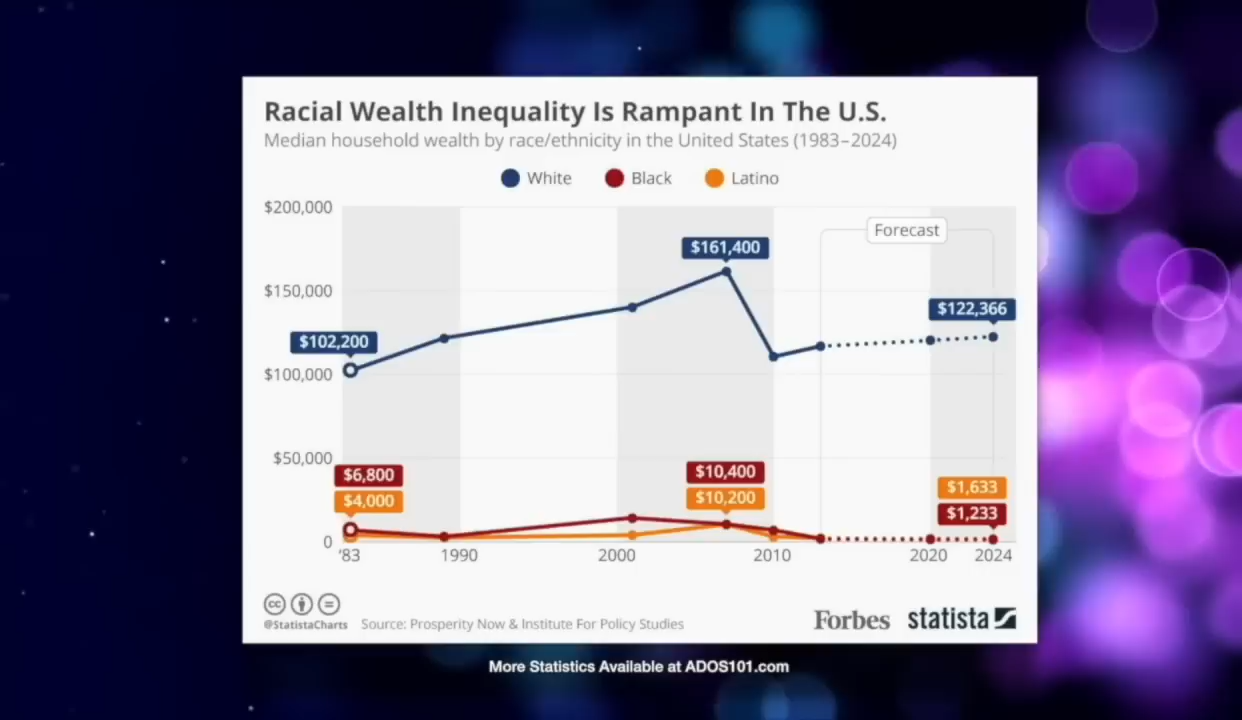 Racial Wealth Inequality Is Rampant In The U.S.
Median household wealth by race/ethnicity in the United States (1983–2024)
White Black Latino
$200,000
Forecast
$161,400
$150,000
$122,366
$102,200
$100,000
$50,000
$6,800 $10,400
$4,000 $10,200 $1,633
$1,233
0
'83 1990 2000 2010 2020 2024
cc
@StatistaCharts Source: Prosperity Now & Institute For Policy Studies
Forbes statista
More Statistics Available at ADOS101.com